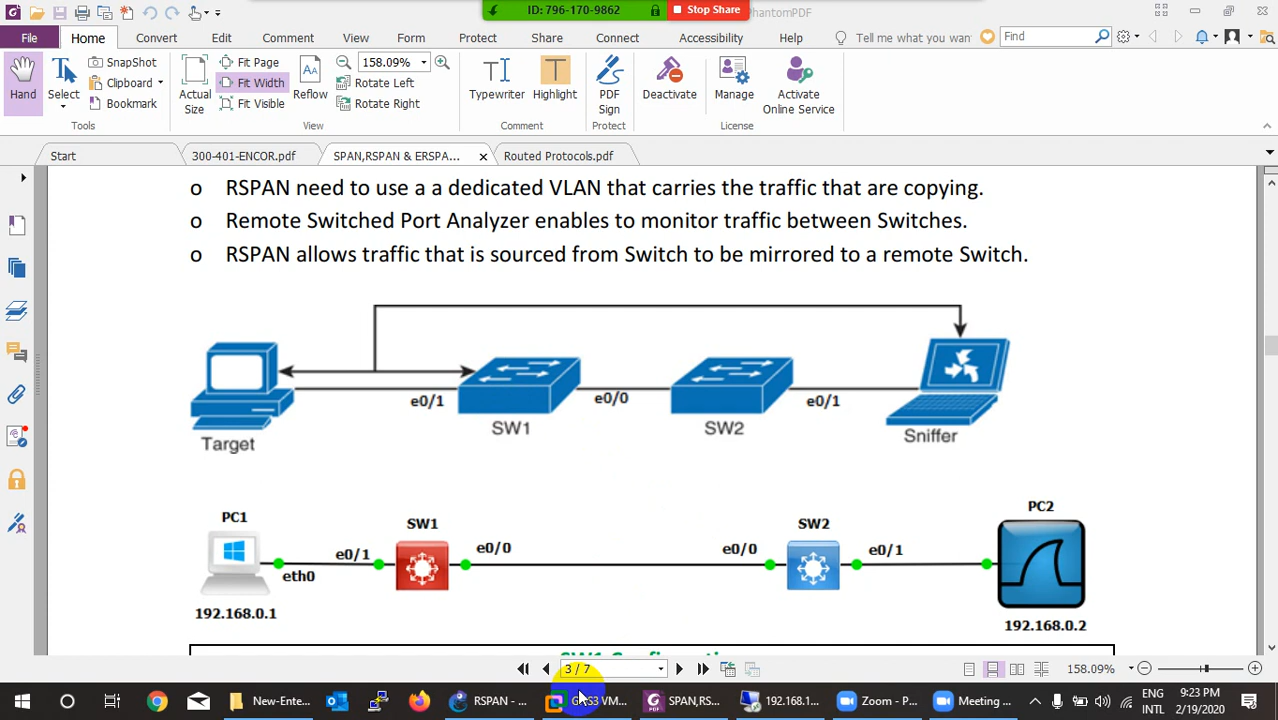 ID: 796-170-9862
Stop Share
PhantomPDF
File
Home
Convert
Edit
Comment
View
Form
Protect
Share
Connect
Accessibility
Help
Tell me what you want
Find
Hand
Select
SnapShot
Clipboard
Bookmark
Actual
Size
Fit Page
Fit Width
Fit Visible
Reflow
158.09%
Rotate Left
Rotate Right
Typewriter
Highlight
PDF
Sign
Deactivate
Manage
Activate
Online Service
Tools
View
Comment
Protect
License
Start
300-401-ENCOR.pdf
SPAN,RSPAN & ERSPA...
Routed Protocols.pdf
o RSPAN need to use a a dedicated VLAN that carries the traffic that are copying.
o Remote Switched Port Analyzer enables to monitor traffic between Switches.
o RSPAN allows traffic that is sourced from Switch to be mirrored to a remote Switch.
e0/1
e0/0
e0/1
Target
SW1
SW2
Sniffer
PC1
SW1
SW2
PC2
e0/1
e0/0
e0/0
e0/1
eth0
192.168.0.1
192.168.0.2
SW1 Configuration
3 / 7
158.09%
New-Ente...
RSPAN - ...
GNS3 VM...
SPAN,RS...
192.168.1...
Zoom - P...
Meeting ...
ENG
INTL
9:23 PM
2/19/2020